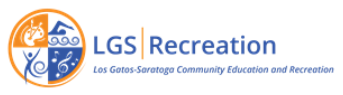 LGS Recreation
Los Gatos-Saratoga Community Education and Recreation